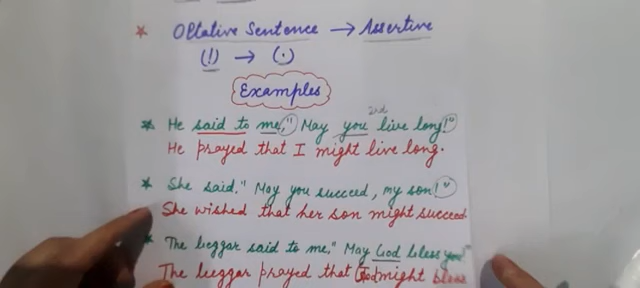 * Optative Sentence → Assertive
(!) → (.)
Examples
2nd
* He said to me, "May you live long!"
He prayed that I might live long.
* She said, "May you succeed, my son!"
She wished that her son might succeed
* The beggar said to me, "May God bless you!"
The beggar prayed that God might bless